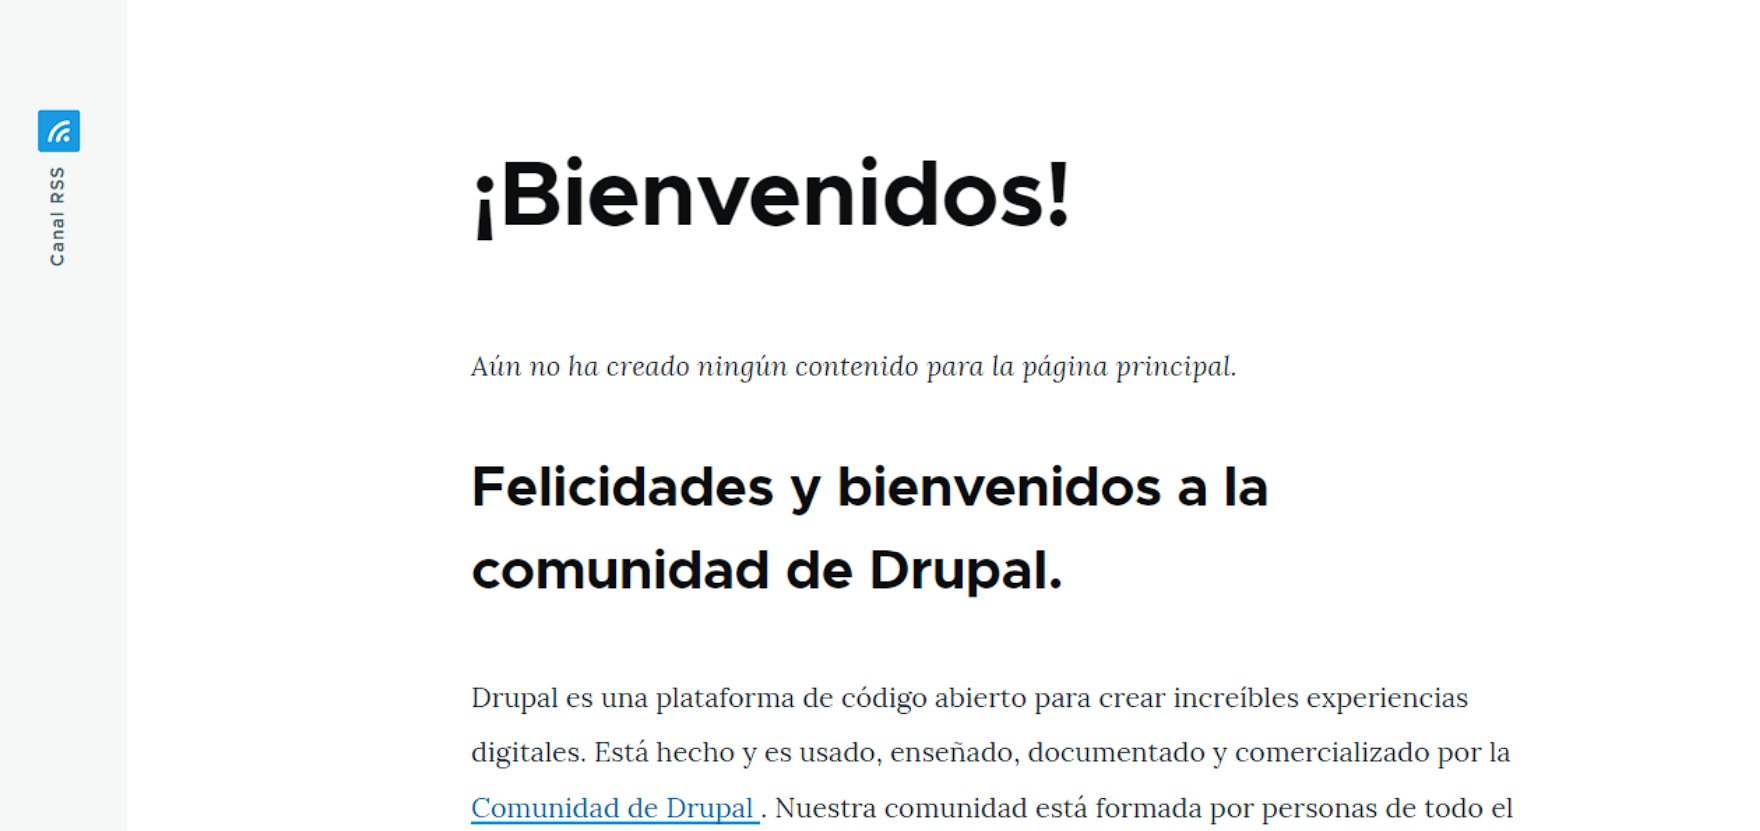 Canal RSS
¡Bienvenidos!
Aún no ha creado ningún contenido para la página principal.
Felicidades y bienvenidos a la
comunidad de Drupal.
Drupal es una plataforma de código abierto para crear increíbles experiencias
digitales. Está hecho y es usado, enseñado, documentado y comercializado por la
Comunidad de Drupal . Nuestra comunidad está formada por personas de todo el